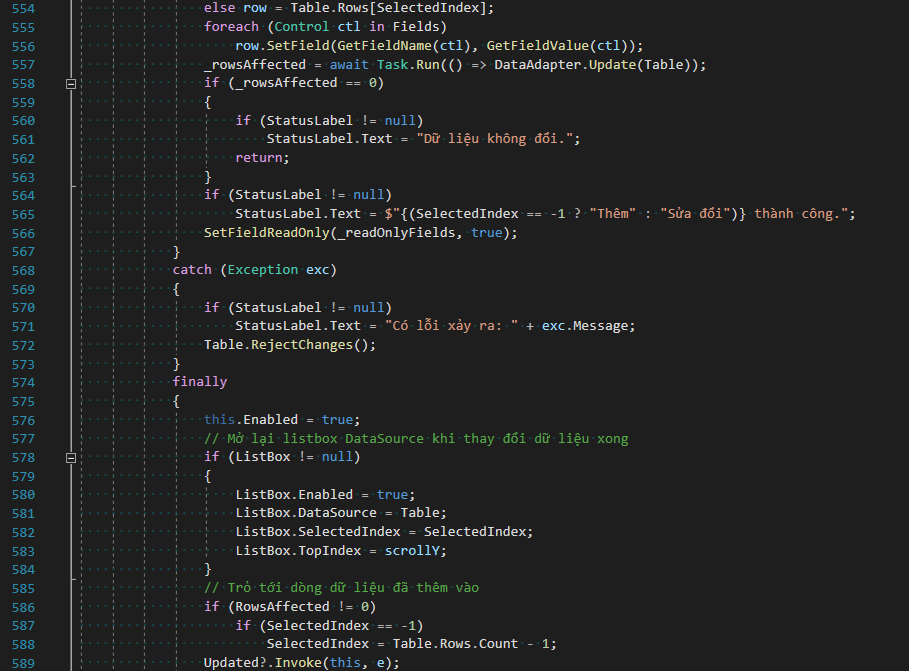 554 else row = Table.Rows[SelectedIndex];
555 foreach (Control ctl in Fields)
556 row.SetField(GetFieldName(ctl), GetFieldValue(ctl));
557 _rowsAffected = await Task.Run(() => DataAdapter.Update(Table));
558 if (_rowsAffected == 0)
559 {
560 if (StatusLabel != null)
561 StatusLabel.Text = "Dữ liệu không đổi.";
562 return;
563 }
564 if (StatusLabel != null)
565 StatusLabel.Text = $"{(SelectedIndex == -1 ? "Thêm" : "Sửa đổi")} thành công.";
566 SetFieldReadOnly(_readOnlyFields, true);
567 }
568 catch (Exception exc)
569 {
570 if (StatusLabel != null)
571 StatusLabel.Text = "Có lỗi xảy ra: " + exc.Message;
572 Table.RejectChanges();
573 }
574 finally
575 {
576 this.Enabled = true;
577 // Mở lại listbox DataSource khi thay đổi dữ liệu xong
578 if (ListBox != null)
579 {
580 ListBox.Enabled = true;
581 ListBox.DataSource = Table;
582 ListBox.SelectedIndex = SelectedIndex;
583 ListBox.TopIndex = scrollY;
584 }
585 // Trỏ tới dòng dữ liệu đã thêm vào
586 if (RowsAffected != 0)
587 if (SelectedIndex == -1)
588 SelectedIndex = Table.Rows.Count - 1;
589 Updated?.Invoke(this, e);